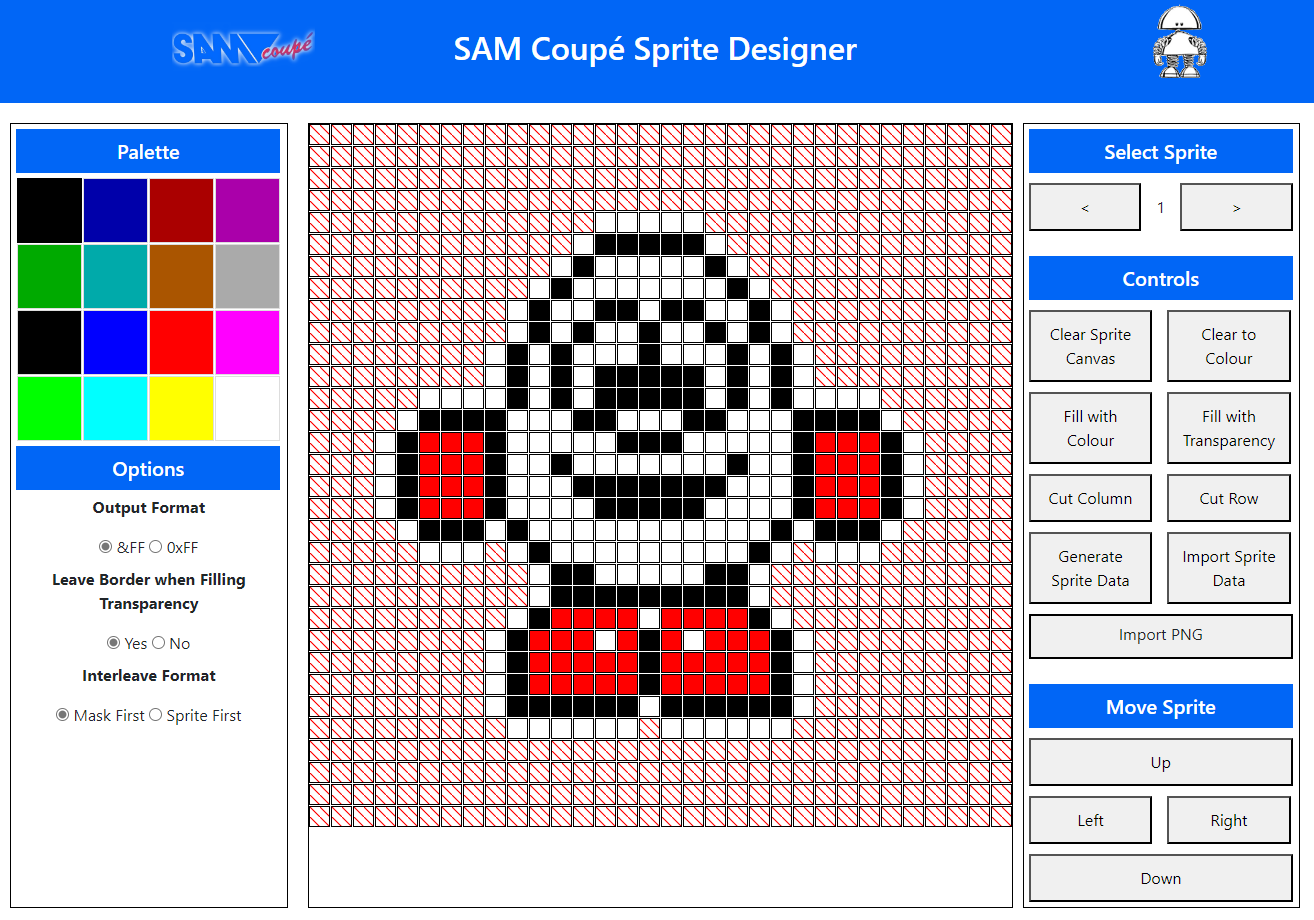 SAM coupé
SAM Coupé Sprite Designer
Palette
Options
Output Format
&FF 0xFF
Leave Border when Filling
Transparency
Yes No
Interleave Format
Mask First Sprite First
Select Sprite
< 1 >
Controls
Clear Sprite
Canvas
Clear to
Colour
Fill with
Colour
Fill with
Transparency
Cut Column
Cut Row
Generate
Sprite Data
Import Sprite
Data
Import PNG
Move Sprite
Up
Left
Right
Down